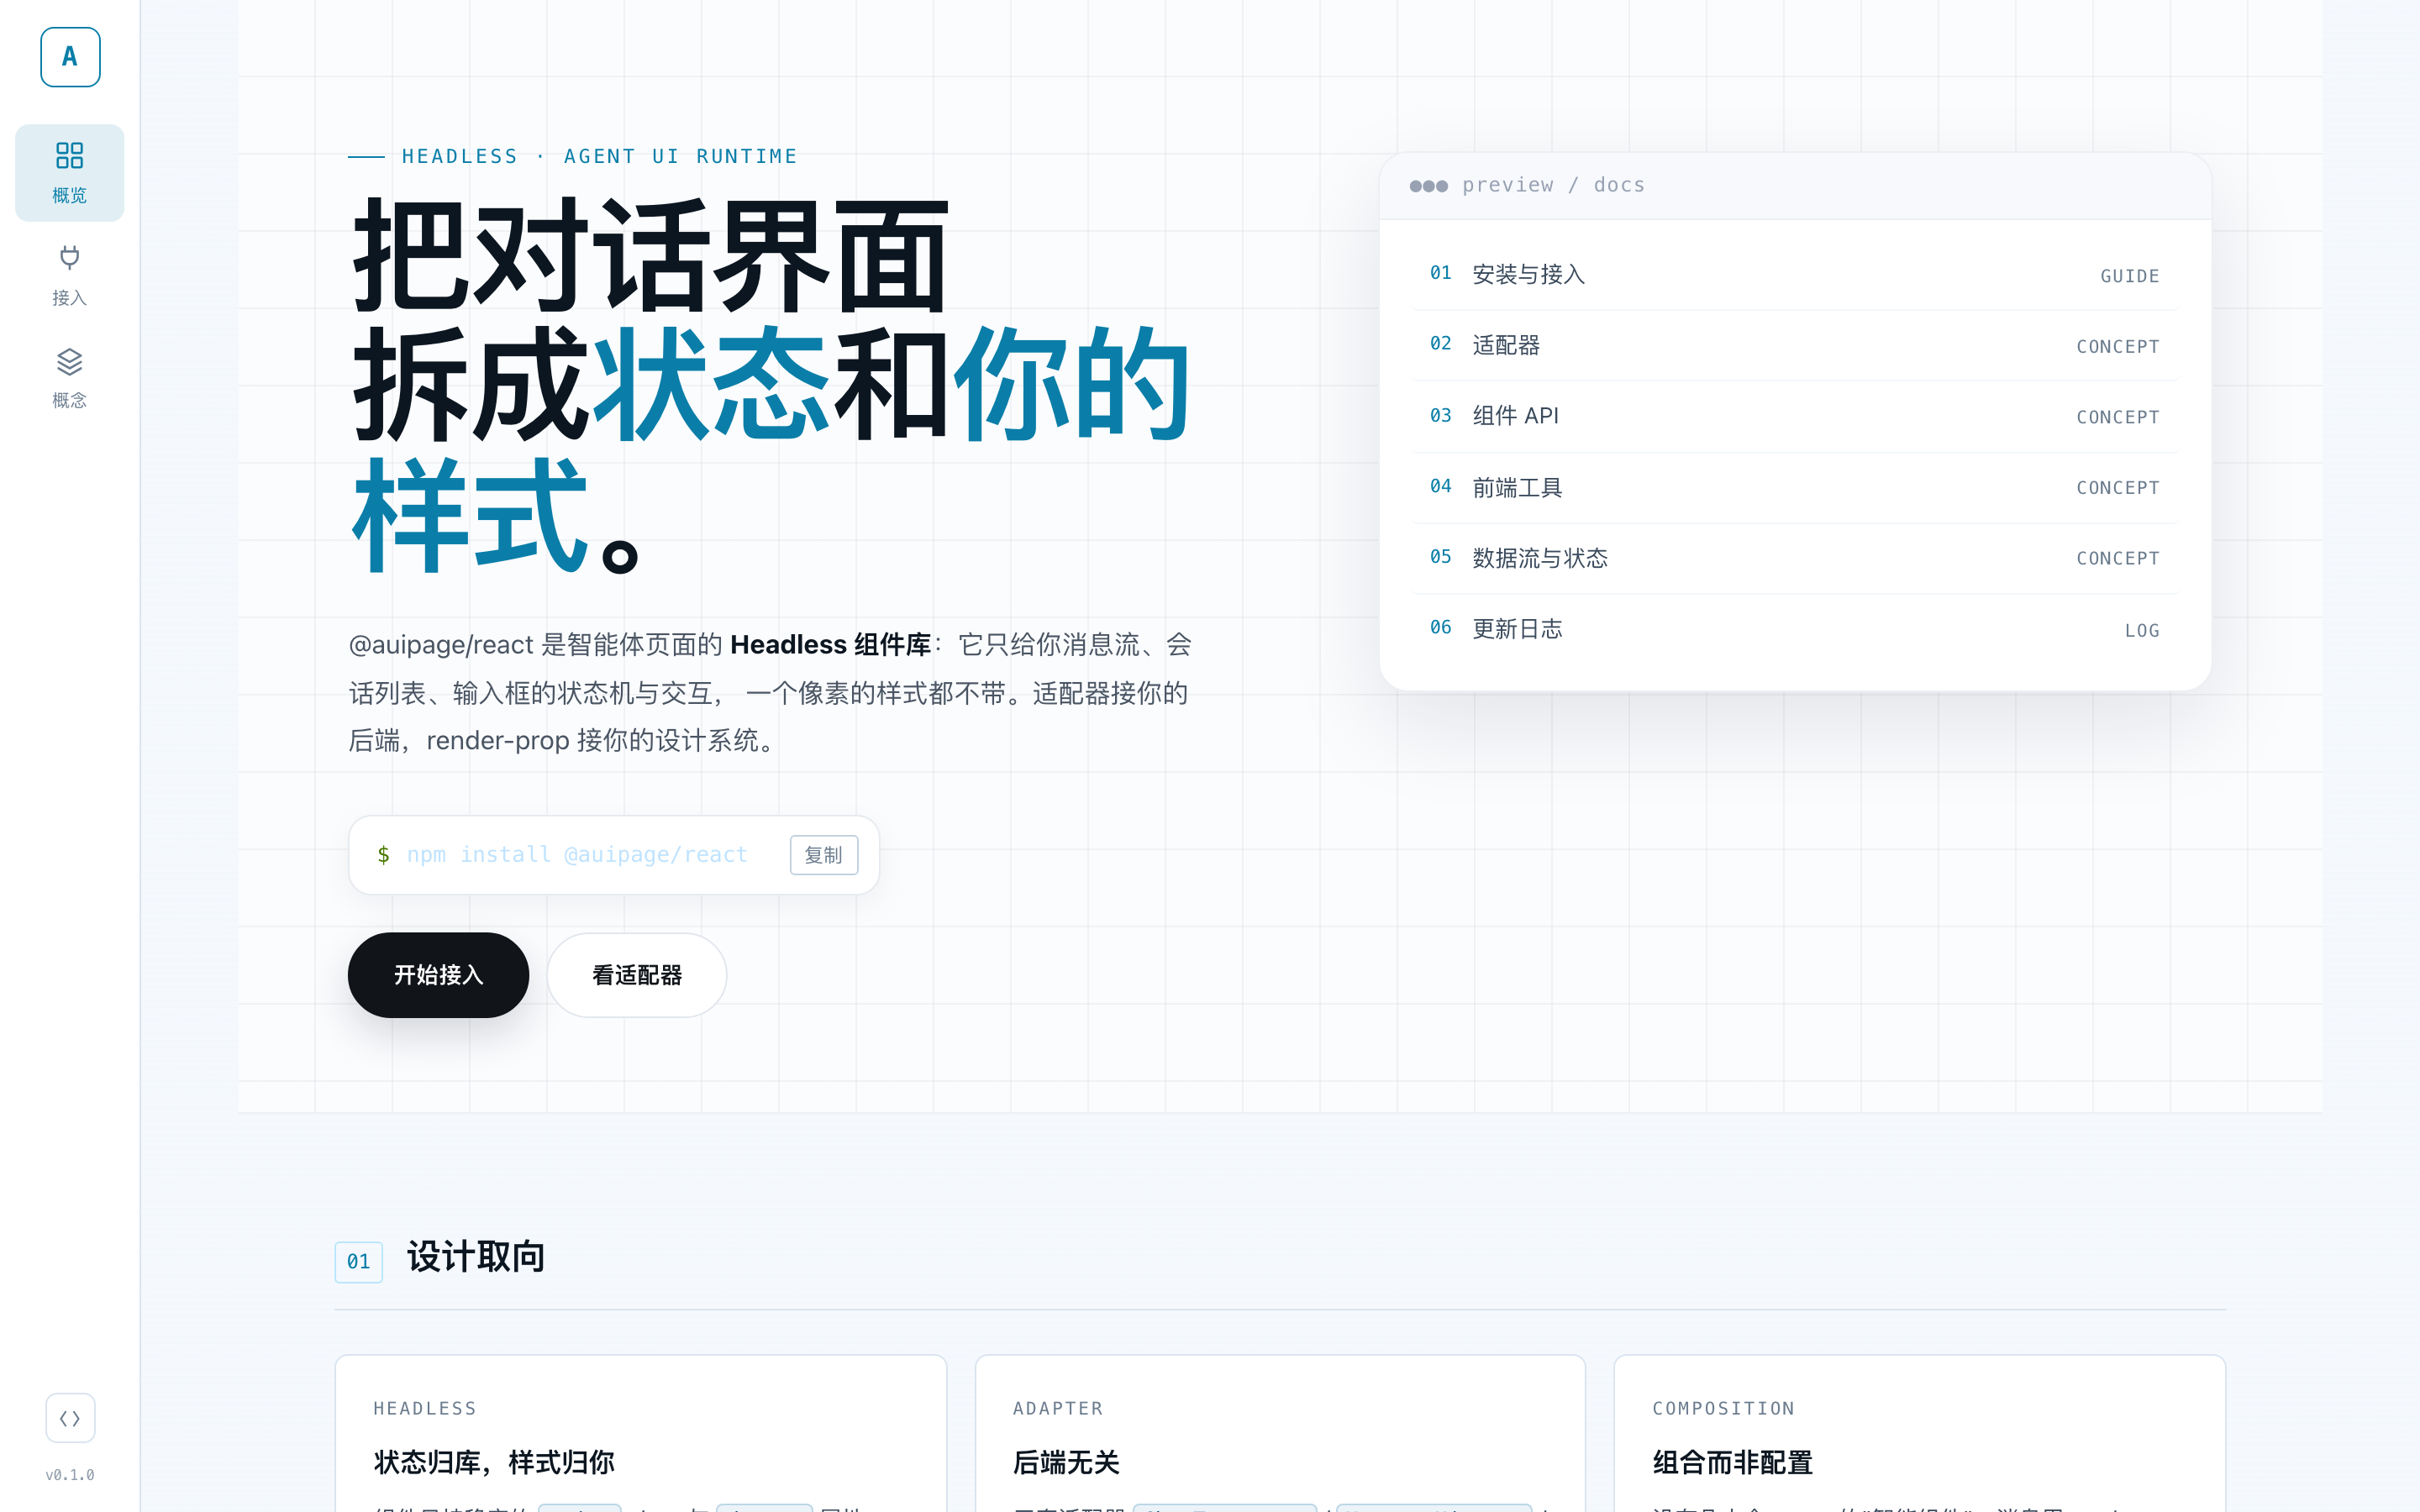 A
概览
接入
概念
v0.1.0
HEADLESS · AGENT UI RUNTIME
把对话界面
拆成状态和你的
样式。
@auipage/react 是智能体页面的 Headless 组件库：它只给你消息流、会
话列表、输入框的状态机与交互， 一个像素的样式都不带。适配器接你的
后端，render-prop 接你的设计系统。
$ npm install @auipage/react 复制
开始接入 看适配器
preview / docs
01 安装与接入 GUIDE
02 适配器 CONCEPT
03 组件 API CONCEPT
04 前端工具 CONCEPT
05 数据流与状态 CONCEPT
06 更新日志 LOG
01 设计取向
HEADLESS
状态归库，样式归你
ADAPTER
后端无关
COMPOSITION
组合而非配置